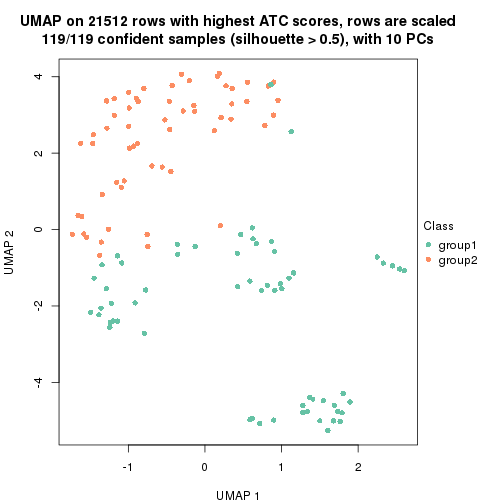 UMAP on 21512 rows with highest ATC scores, rows are scaled
119/119 confident samples (silhouette > 0.5), with 10 PCs
4
2
0
-2
-4
UMAP 2
-1
0
1
2
UMAP 1
Class
group1
group2